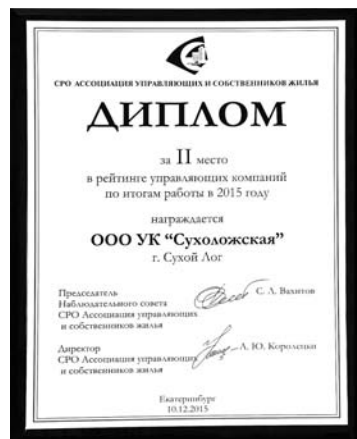 СРО АССОЦИАЦИЯ УПРАВЛЯЮЩИХ И СОБСТВЕННИКОВ ЖИЛЬЯ
ДИПЛОМ
за II место
в рейтинге управляющих компаний
по итогам работы в 2015 году
награждается
ООО УК “Сухоложская”
г. Сухой Лог
Председатель
Наблюдательного совета
СРО Ассоциация управляющих
и собственников жилья
С. Л. Вахитов
Директор
СРО Ассоциация управляющих
и собственников жилья
Л. Ю.
Екатеринбург
10.12.2015